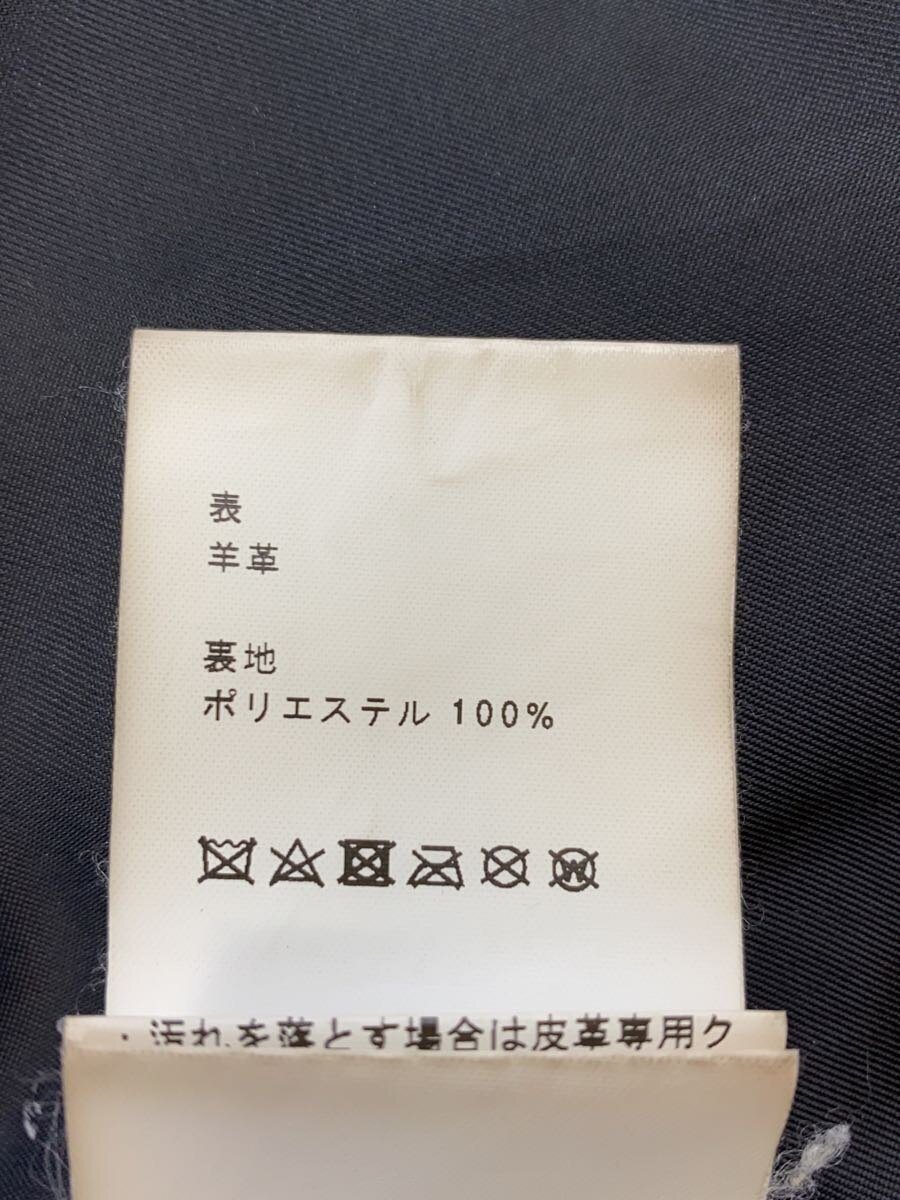 表
羊革
裏地
ポリエステル 100%
W
・汚れを落とす場合は皮革専用ク